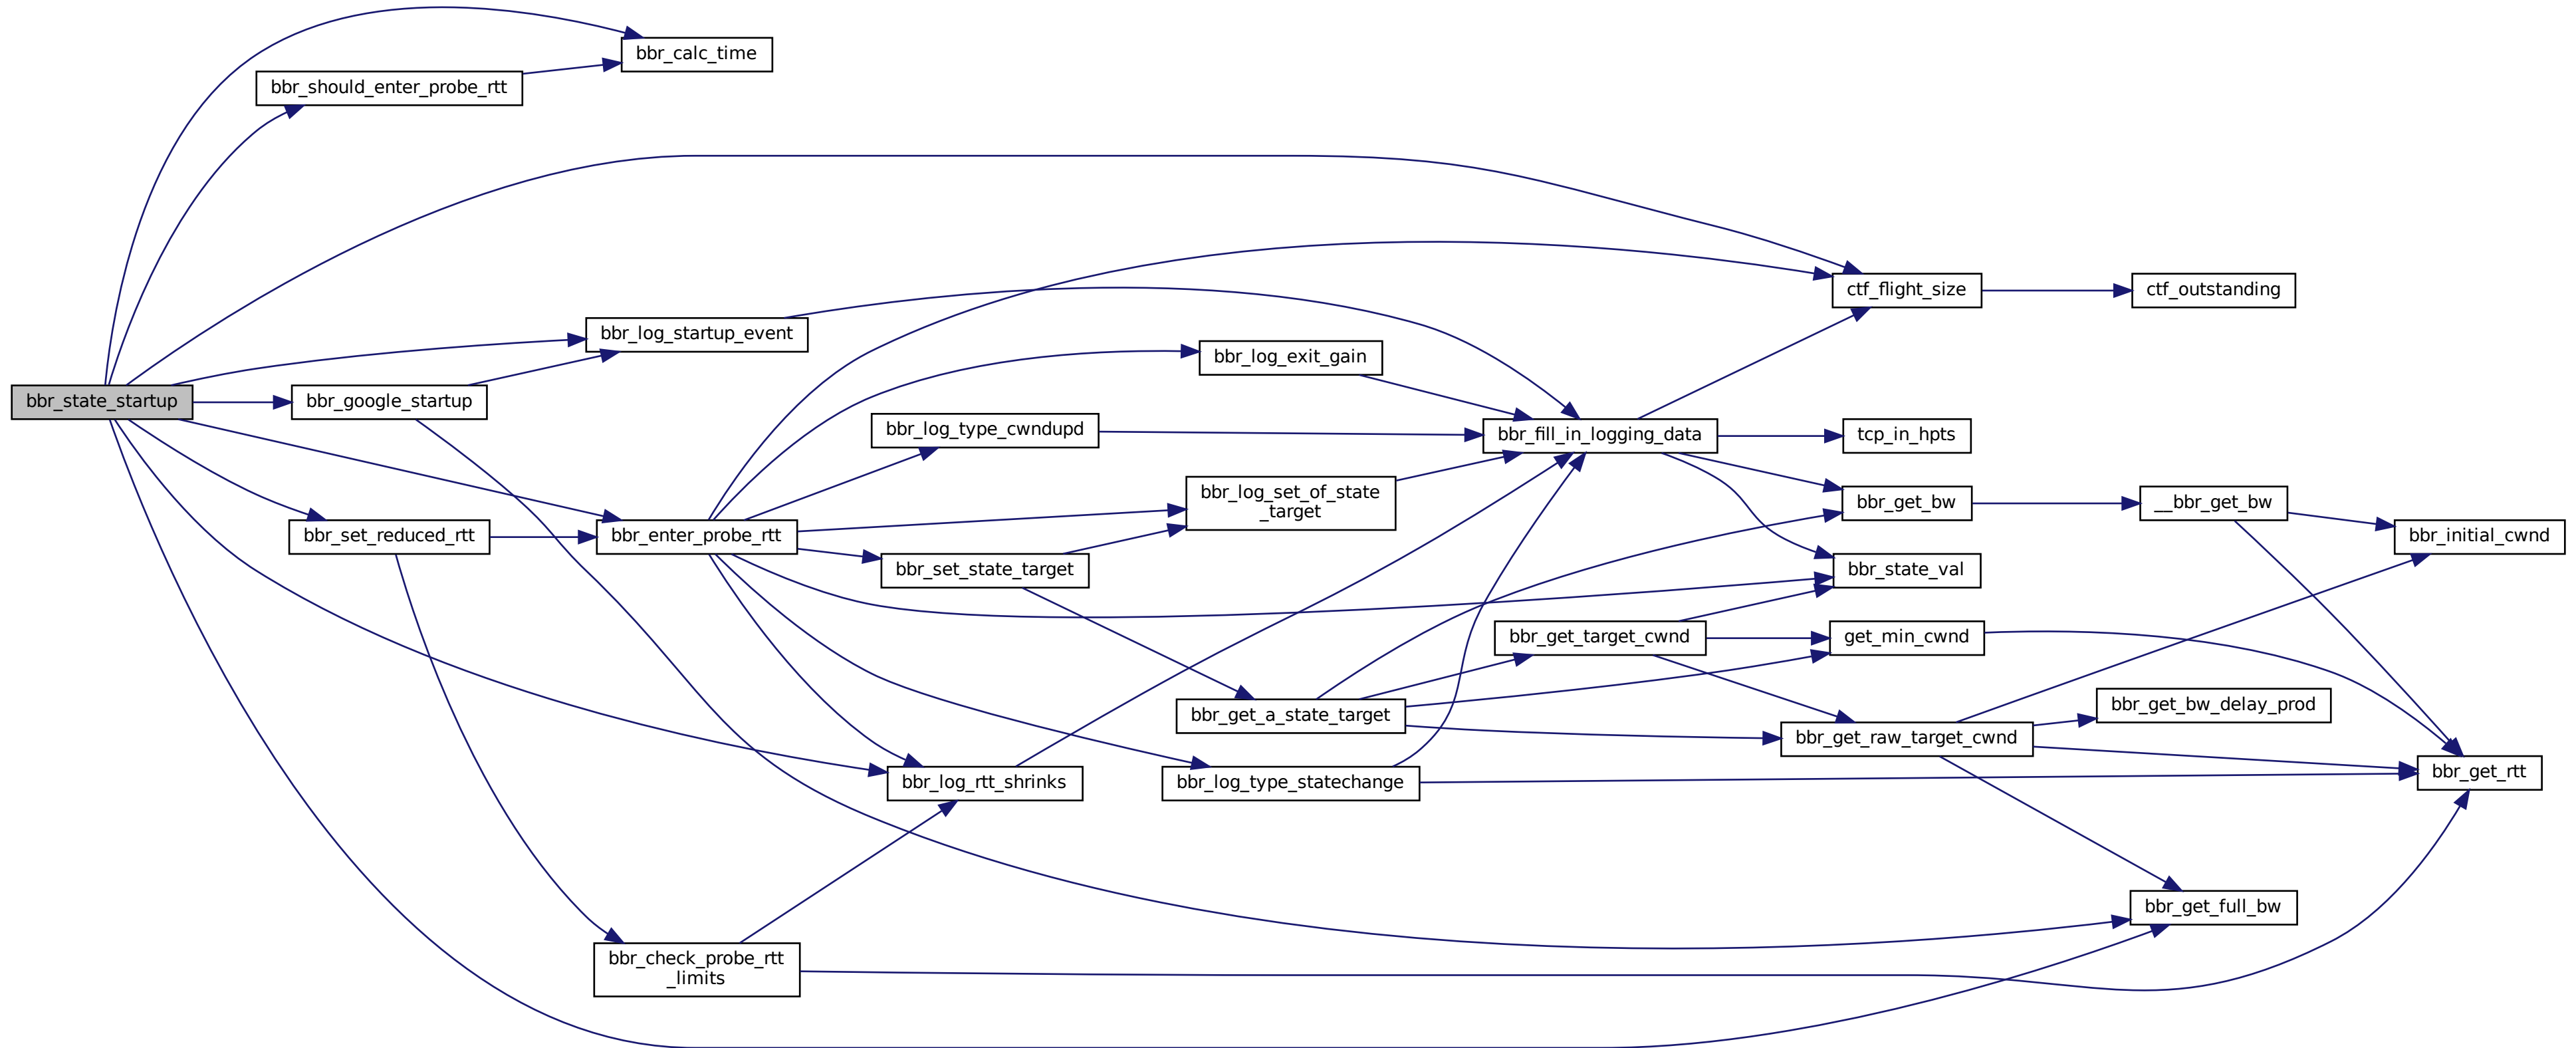 bbr_calc_time
bbr_should_enter_probe_rtt
ctf_flight_size
ctf_outstanding
bbr_log_startup_event
bbr_log_exit_gain
bbr_state_startup
bbr_google_startup
bbr_log_type_cwndupd
bbr_fill_in_logging_data
tcp_in_hpts
bbr_log_set_of_state
_target
bbr_get_bw
__bbr_get_bw
bbr_set_reduced_rtt
bbr_enter_probe_rtt
bbr_initial_cwnd
bbr_set_state_target
bbr_state_val
bbr_get_target_cwnd
get_min_cwnd
bbr_get_a_state_target
bbr_get_bw_delay_prod
bbr_get_raw_target_cwnd
bbr_log_rtt_shrinks
bbr_log_type_statechange
bbr_get_rtt
bbr_get_full_bw
bbr_check_probe_rtt
_limits